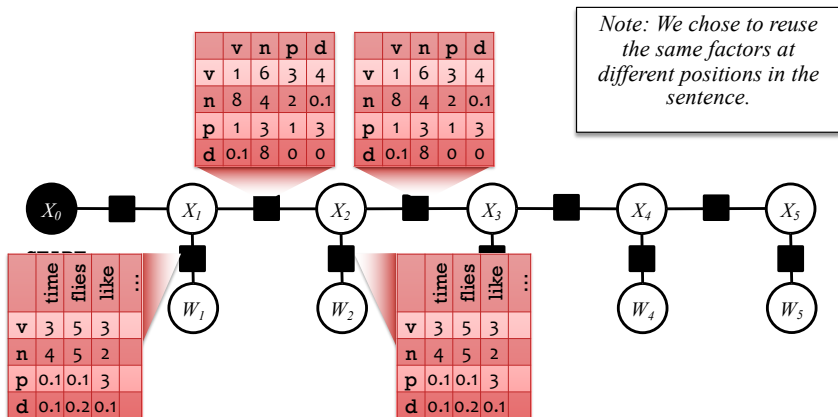 Note: We chose to reuse
the same factors at
different positions in the
sentence.
v n p d
v 1 6 3 4
n 8 4 2 0.1
p 1 3 1 3
d 0.1 8 0 0
v n p d
v 1 6 3 4
n 8 4 2 0.1
p 1 3 1 3
d 0.1 8 0 0
X0 X1 X2 X3 X4 X5
time flies like ...
v 3 5 3
n 4 5 2
p 0.1 0.1 3
d 0.1 0.2 0.1
W1 W2 W4 W5
time flies like ...
v 3 5 3
n 4 5 2
p 0.1 0.1 3
d 0.1 0.2 0.1